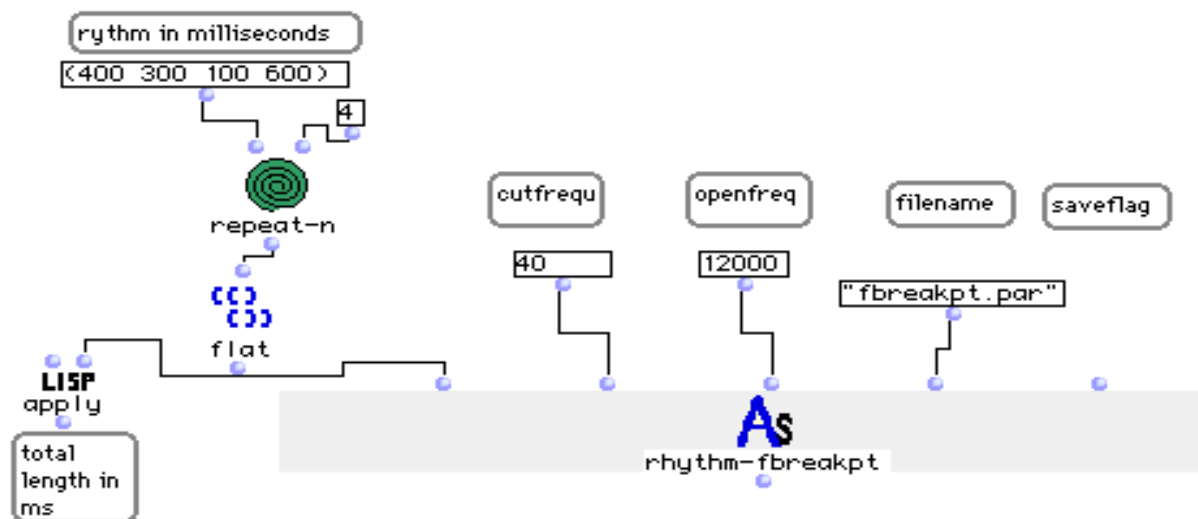 rythm in milliseconds
(400 300 100 600)
4
repeat-n
cutfrequ
openfreq
filename
saveflag
40
12000
"fbreakpt.par"
flat
LISP
apply
As
rhythm-fbreakpt
total
length in
ms